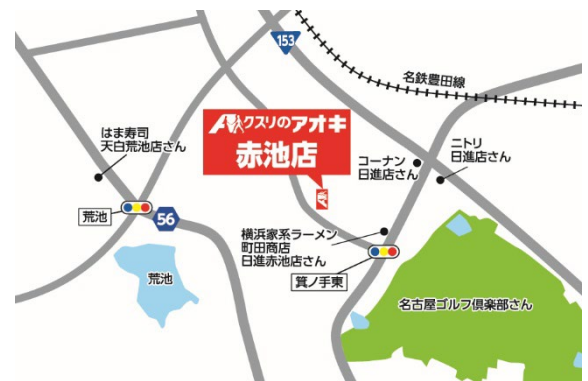 153
名鉄豊田線
クスリのアオキ
赤池店
はま寿司
天白荒池店さん
コーナン
日進店さん
ニトリ
日進店さん
荒池
56
横浜家系ラーメン
町田商店
日進赤池店さん
箕ノ手東
荒池
名古屋ゴルフ倶楽部さん